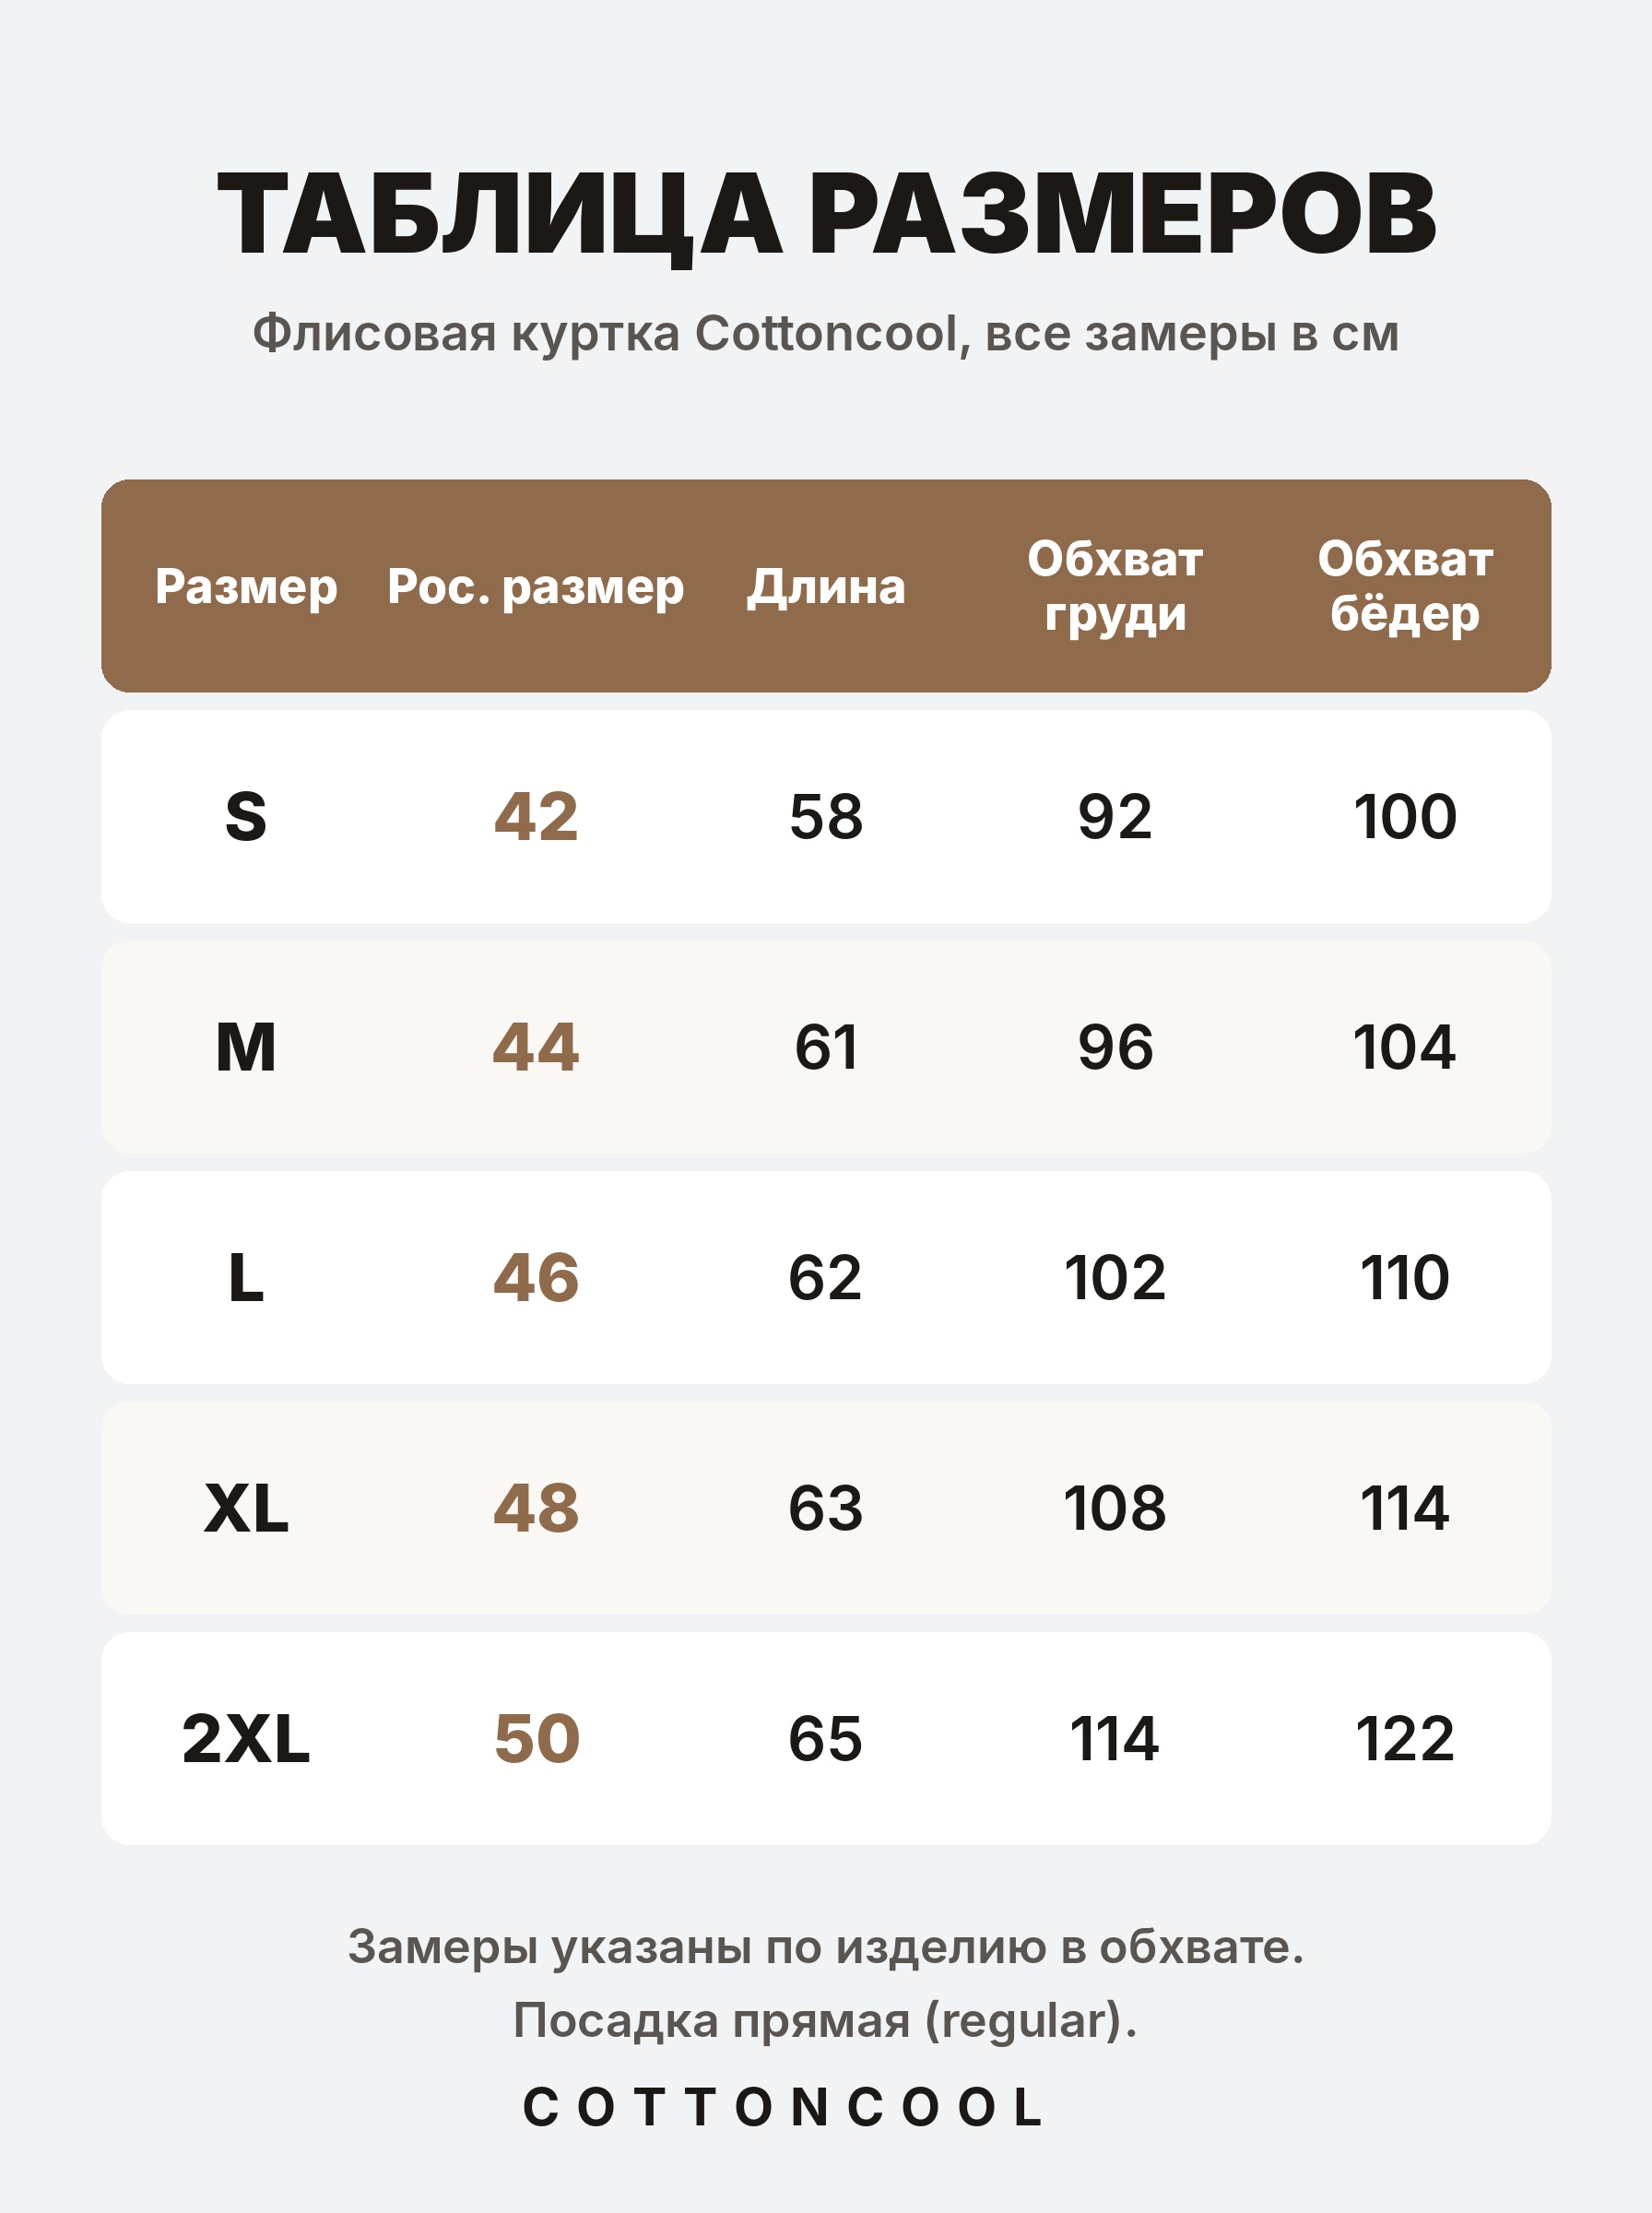 ТАБЛИЦА РАЗМЕРОВ
Флисовая куртка Cottoncool, все замеры в см
Размер Рос. размер Длина Обхват груди Обхват бёдер
S 42 58 92 100
M 44 61 96 104
L 46 62 102 110
XL 48 63 108 114
2XL 50 65 114 122
Замеры указаны по изделию в обхвате.
Посадка прямая (regular).
COTTONCOOL